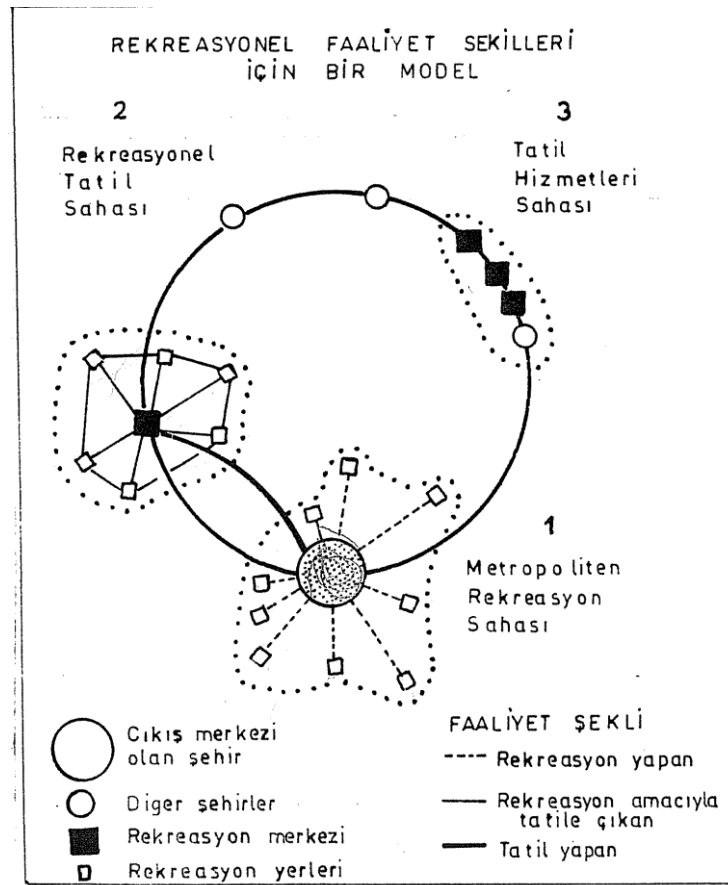 REKREASYONEL FAALİYET SEKILLERİ
İÇİN BİR MODEL
2
Rekreasyonel
Tatil
Sahası
3
Tatil
Hizmetleri
Sahası
1
Metropoliten
Rekreasyon
Sahası
Cıkış merkezi
olan şehir
Diger şehirler
Rekreasyon merkezi
Rekreasyon yerleri
FAALİYET ŞEKLİ
Rekreasyon yapan
Rekreasyon amacıyla
tatile çıkan
Tatil yapan